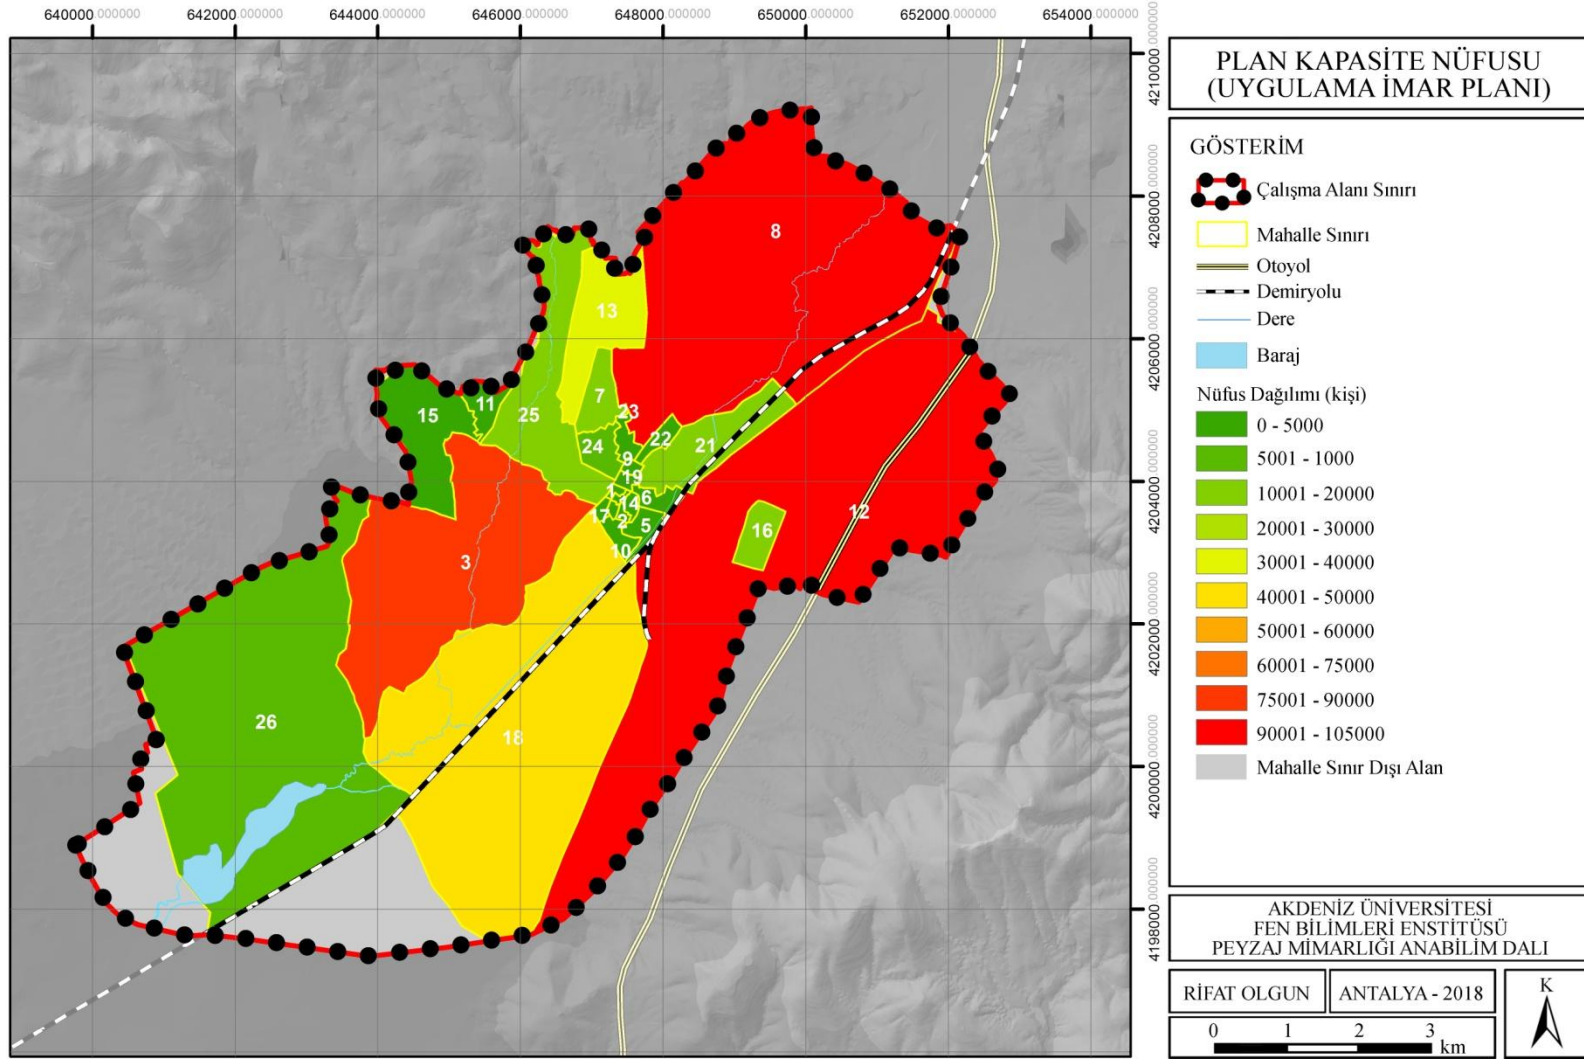 640000.000000 642000.000000 644000.000000 646000.000000 648000.000000 650000.000000 652000.000000 654000.000000
4210000.000000
4208000.000000
4206000.000000
4204000.000000
4202000.000000
4200000.000000
4198000.000000
8
13
7
11
15
25
23
24
22
21
9
19
1
14
6
17
2
5
10
16
12
3
26
18
PLAN KAPASİTE NÜFUSU
(UYGULAMA İMAR PLANI)
GÖSTERİM
Çalışma Alanı Sınırı
Mahalle Sınırı
Otoyol
Demiryolu
Dere
Baraj
Nüfus Dağılımı (kişi)
0 - 5000
5001 - 1000
10001 - 20000
20001 - 30000
30001 - 40000
40001 - 50000
50001 - 60000
60001 - 75000
75001 - 90000
90001 - 105000
Mahalle Sınır Dışı Alan
AKDENİZ ÜNİVERSİTESİ
FEN BİLİMLERİ ENSTİTÜSÜ
PEYZAJ MİMARLIĞI ANABİLİM DALI
RİFAT OLGUN
ANTALYA - 2018
K
0 1 2 3
km